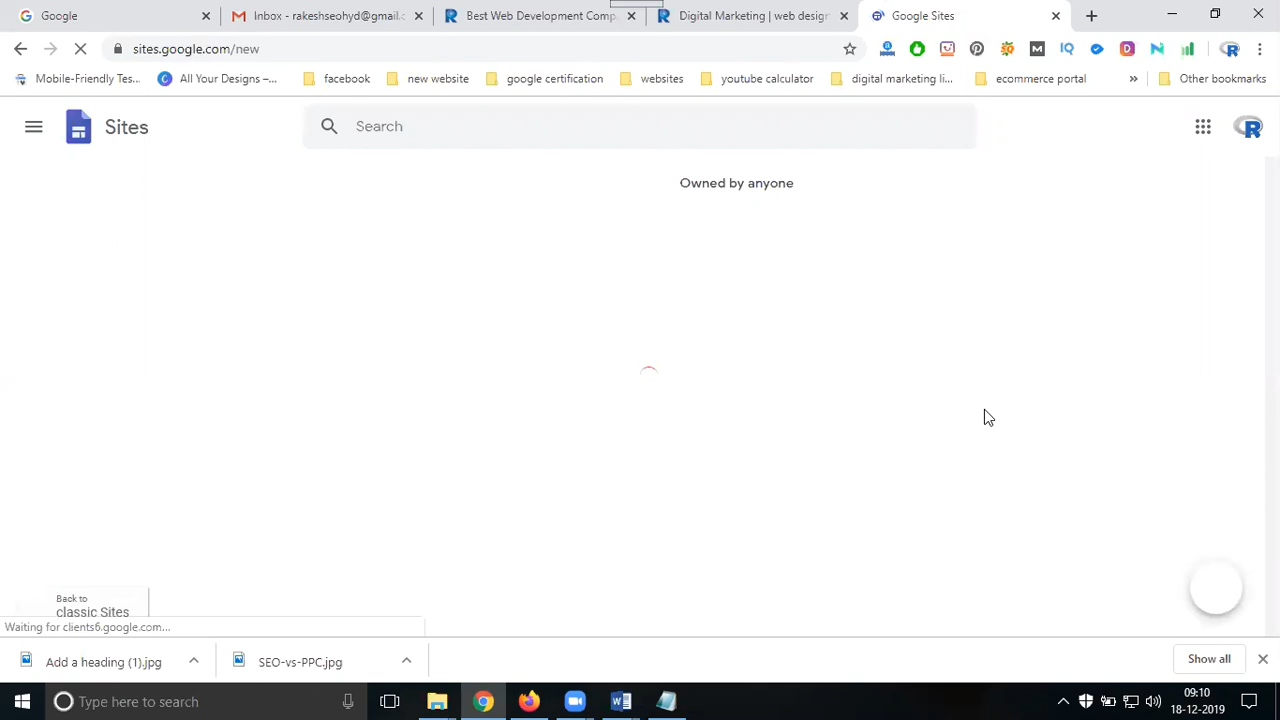 Google
Inbox - rakeshseohyd@gmail
Best Web Development Comp
Digital Marketing | web desig
Google Sites
sites.google.com/new
Mobile-Friendly Tes...
All Your Designs –...
facebook
new website
google certification
websites
youtube calculator
digital marketing li...
ecommerce portal
»
Other bookmarks
Sites
Search
Owned by anyone
Back to
classic Sites
Waiting for clients6.google.com...
Add a heading (1).jpg
SEO-vs-PPC.jpg
Show all
Type here to search
09:10
18-12-2019